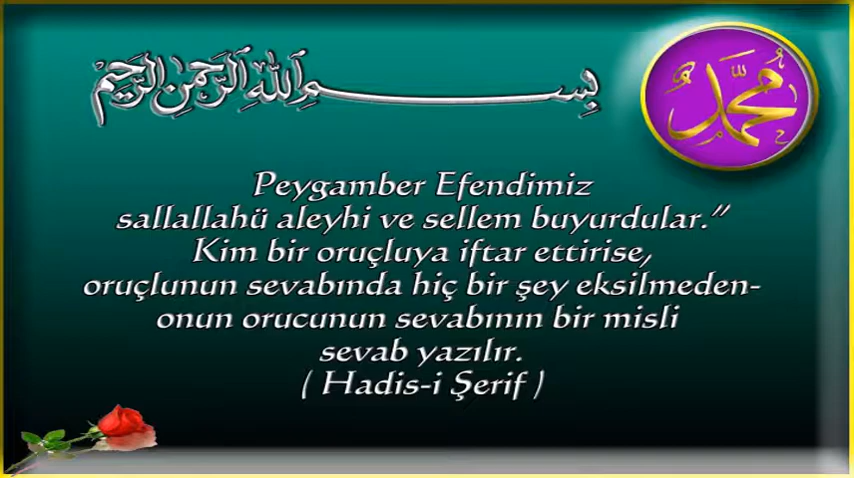 بسم الله الرحمن الرحيم
محمد
Peygamber Efendimiz
sallallahü aleyhi ve sellem buyurdular."
Kim bir oruçluya iftar ettirise,
oruçlunun sevabında hiç bir şey eksilmeden-
onun orucunun sevabının bir misli
sevab yazılır.
( Hadis-i Şerif )